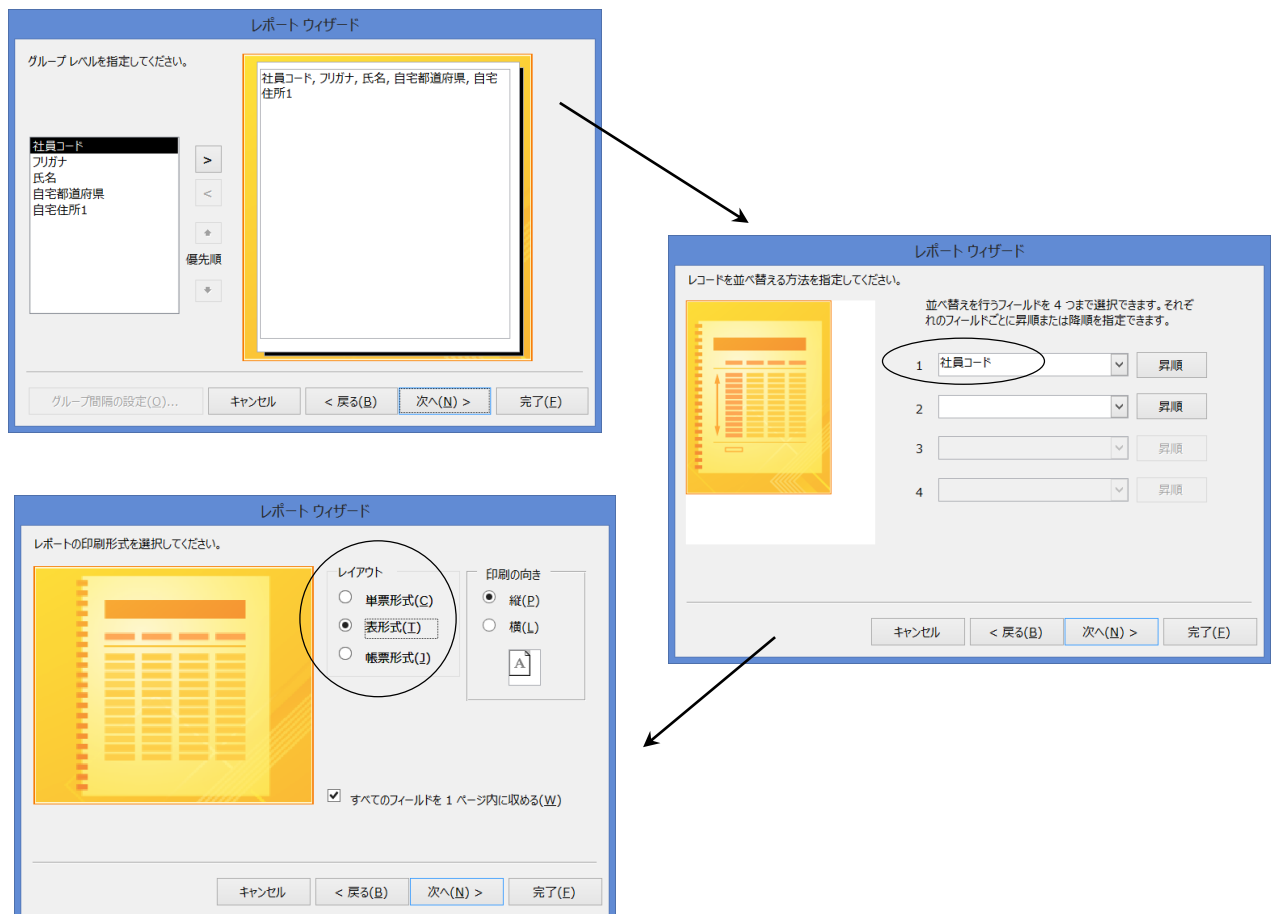 レポート ウィザード
グループ レベルを指定してください。
社員コード, フリガナ, 氏名, 自宅都道府県, 自宅
住所1
社員コード
フリガナ
氏名
自宅都道府県
自宅住所1
>
<
優先順
グループ間隔の設定(O)...
キャンセル
< 戻る(B)
次へ(N) >
完了(F)
レポート ウィザード
レコードを並べ替える方法を指定してください。
並べ替えを行うフィールドを 4 つまで選択できます。それぞ
れのフィールドごとに昇順または降順を指定できます。
1 社員コード 昇順
2 昇順
3 昇順
4 昇順
キャンセル
< 戻る(B)
次へ(N) >
完了(F)
レポート ウィザード
レポートの印刷形式を選択してください。
レイアウト
単票形式(C)
表形式(T)
帳票形式(J)
印刷の向き
縦(P)
横(L)
A
すべてのフィールドを 1 ページ内に収める(W)
キャンセル
< 戻る(B)
次へ(N) >
完了(F)